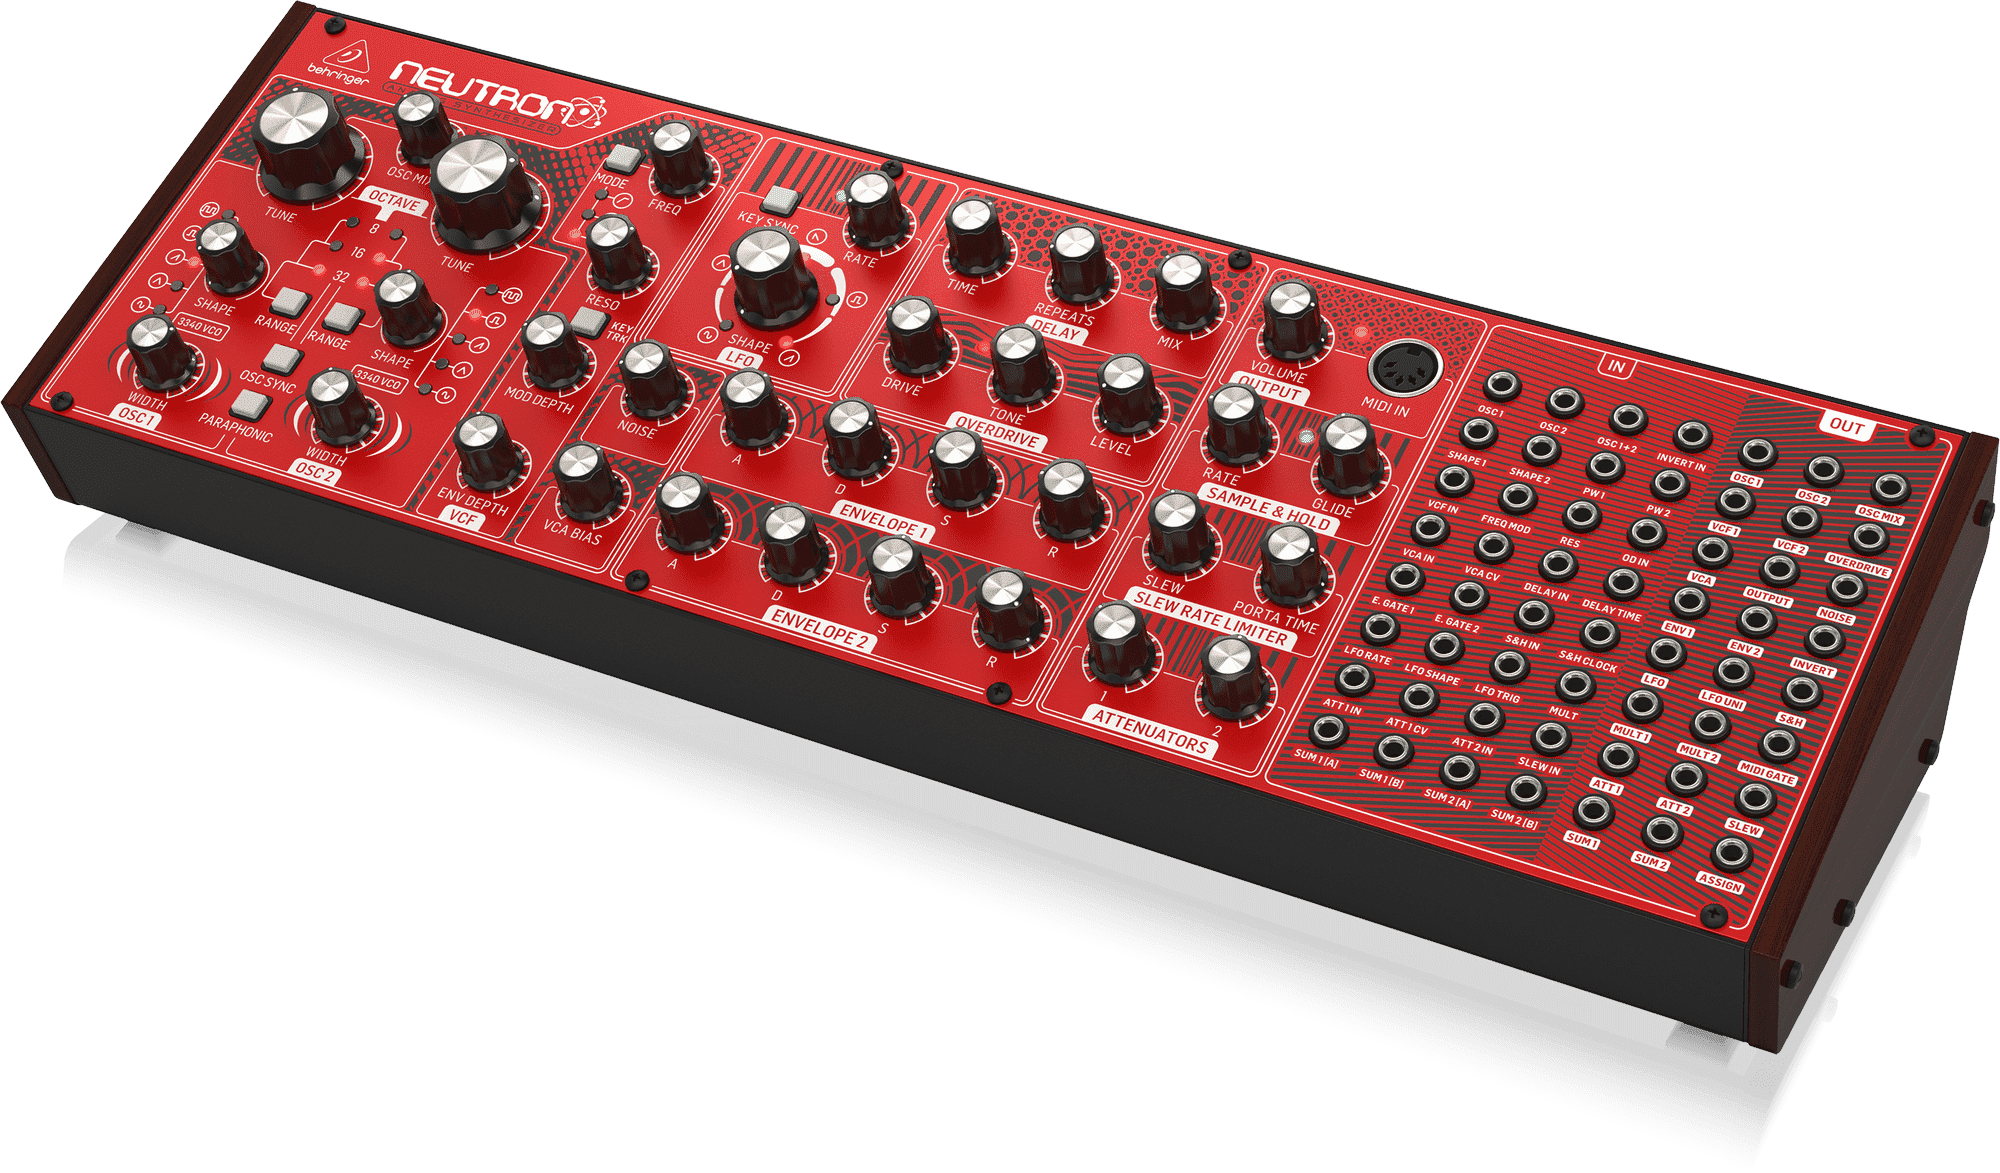 behringer
NEUTRON
ANALOG SYNTHESIZER
TUNE
OSC MIX
OCTAVE
8
16
32
TUNE
SHAPE
RANGE
RANGE
SHAPE
3340 VCO
3340 VCO
OSC SYNC
PARAPHONIC
WIDTH
OSC 1
WIDTH
OSC 2
MODE
FREQ
RESO
KEY
TRK
MOD DEPTH
ENV DEPTH
VCF
NOISE
VCA BIAS
KEY SYNC
RATE
SHAPE
LFO
TIME
REPEATS
MIX
DELAY
DRIVE
TONE
LEVEL
OVERDRIVE
A
D
S
R
ENVELOPE 1
A
D
S
R
ENVELOPE 2
VOLUME
OUTPUT
MIDI IN
RATE
GLIDE
SAMPLE & HOLD
SLEW
PORTA TIME
SLEW RATE LIMITER
1
2
ATTENUATORS
IN
OSC 1
OSC 2
OSC 1+2
INVERT IN
SHAPE 1
SHAPE 2
PW 1
PW 2
VCF IN
FREQ MOD
RES
OD IN
VCA IN
VCA CV
DELAY IN
DELAY TIME
E. GATE 1
E. GATE 2
S&H IN
S&H CLOCK
LFO RATE
LFO SHAPE
LFO TRIG
MULT
ATT 1 IN
ATT 1 CV
ATT 2 IN
SLEW IN
SUM 1 [A]
SUM 1 [B]
SUM 2 [A]
SUM 2 [B]
OUT
OSC 1
OSC 2
OSC MIX
VCF 1
VCF 2
OVERDRIVE
VCA
OUTPUT
NOISE
ENV 1
ENV 2
INVERT
LFO
LFO UNI
S&H
MULT 1
MULT 2
MIDI GATE
ATT 1
ATT 2
SLEW
SUM 1
SUM 2
ASSIGN